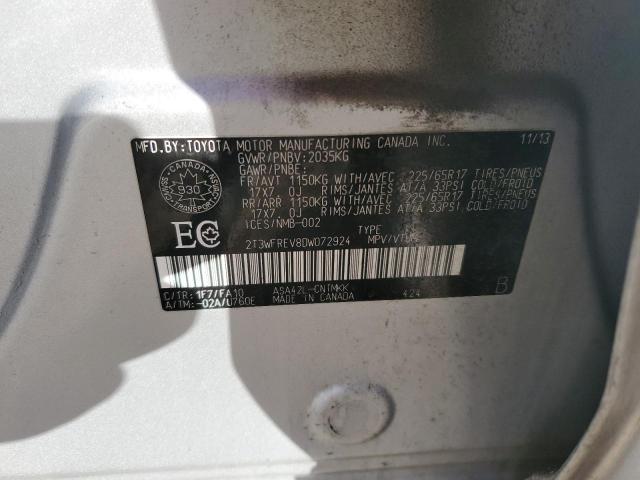 MFD.BY:TOYOTA MOTOR MANUFACTURING CANADA INC. 11/13
GVWR/PNBV:2035KG
GAWR/PNBE:
FR/AVT 1150KG WITH/AVEC 225/65R17 TIRES/PNEUS
17X7.0J RIMS/JANTES AT/A 33PSI COLD/FROID
RR/ARR 1150KG WITH/AVEC 225/65R17 TIRES/PNEUS
17X7.0J RIMS/JANTES AT/A 33PSI COLD/FROID
ICES/NMB-002 TYPE
930
EC
2T3WFREV8DW072924 MPV/VTUM
C/TR: 1F7/FA10 ASA42L-CNTMKK 424
A/TM: -02A/U760E MADE IN CANADA B